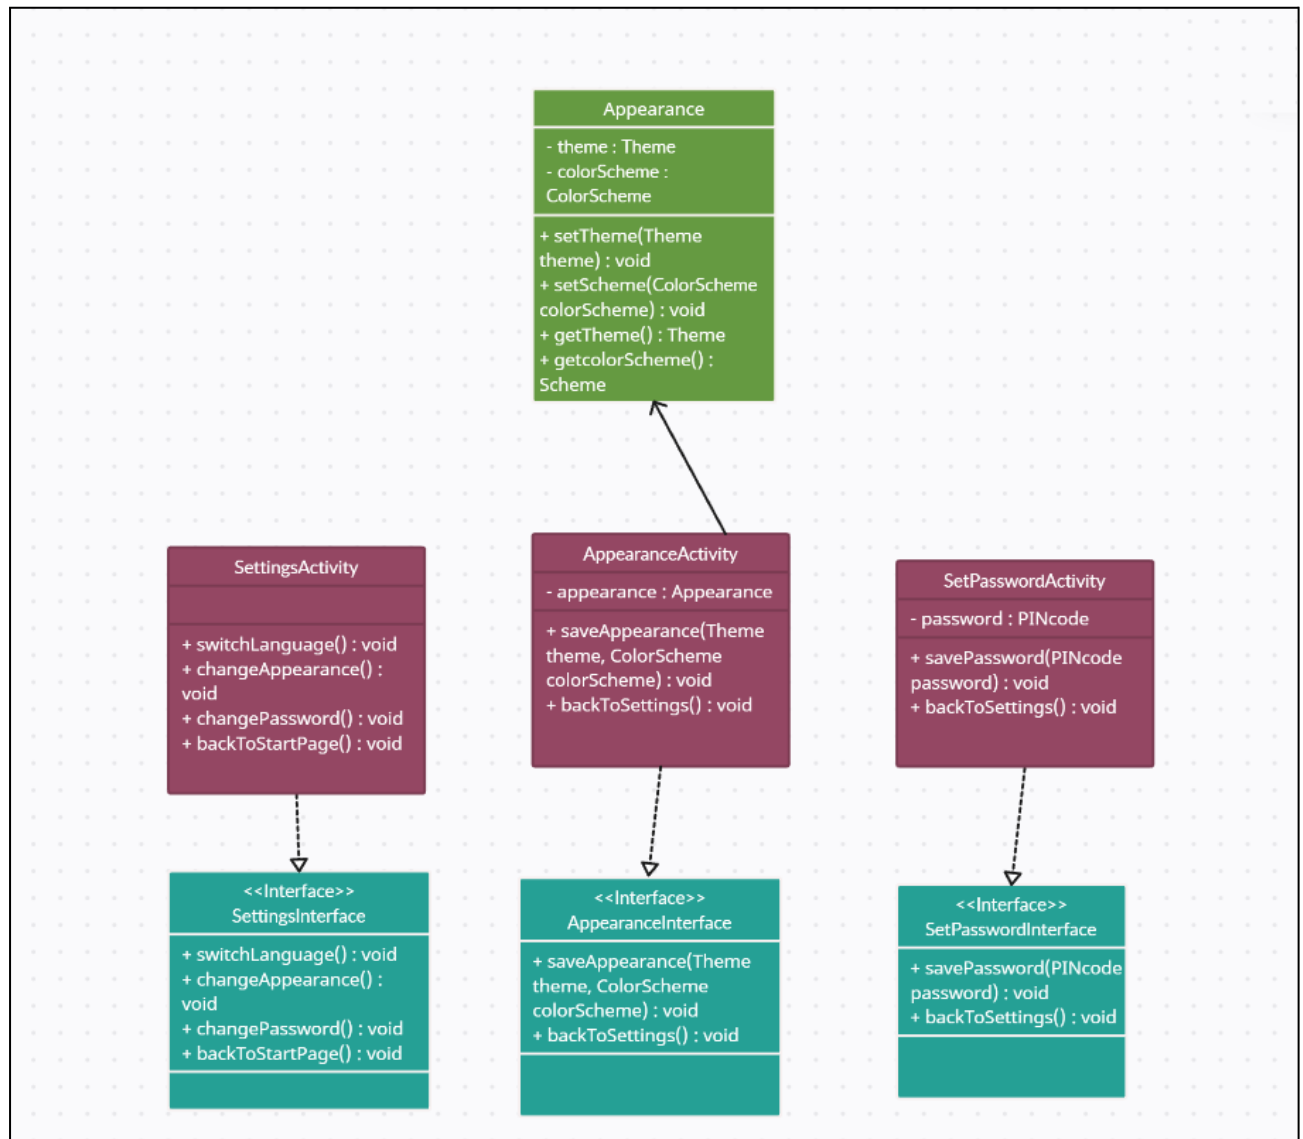 Appearance
- theme : Theme
- colorScheme :
ColorScheme
+ setTheme(Theme
theme) : void
+ setScheme(ColorScheme
colorScheme) : void
+ getTheme() : Theme
+ getcolorScheme() :
Scheme
SettingsActivity
+ switchLanguage() : void
+ changeAppearance() :
void
+ changePassword() : void
+ backToStartPage() : void
AppearanceActivity
- appearance : Appearance
+ saveAppearance(Theme
theme, ColorScheme
colorScheme) : void
+ backToSettings() : void
SetPasswordActivity
- password : PINcode
+ savePassword(PINcode
password) : void
+ backToSettings() : void
<<Interface>>
SettingsInterface
+ switchLanguage() : void
+ changeAppearance() :
void
+ changePassword() : void
+ backToStartPage() : void
<<Interface>>
AppearanceInterface
+ saveAppearance(Theme
theme, ColorScheme
colorScheme) : void
+ backToSettings() : void
<<Interface>>
SetPasswordInterface
+ savePassword(PINcode
password) : void
+ backToSettings() : void